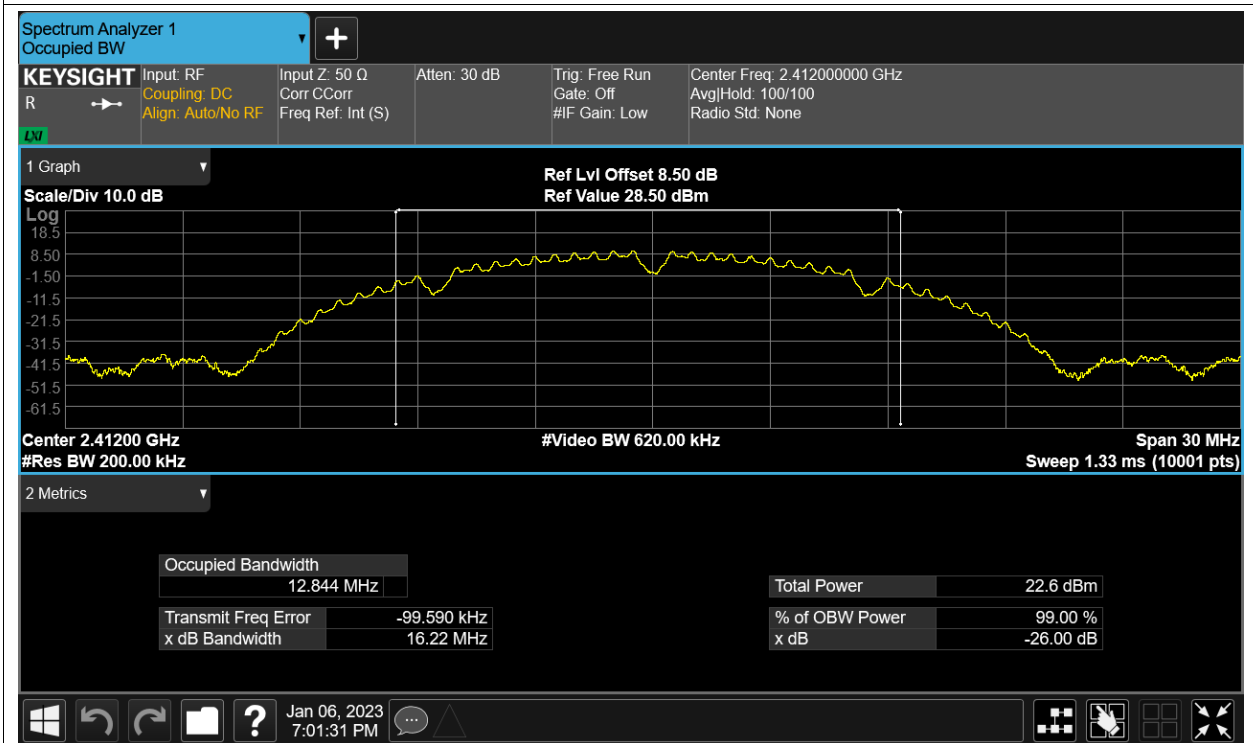 Spectrum Analyzer 1
Occupied BW
KEYSIGHT
R
LXI
Input: RF
Coupling: DC
Align: Auto/No RF
Input Z: 50 Ω
Corr CCorr
Freq Ref: Int (S)
Atten: 30 dB
Trig: Free Run
Gate: Off
#IF Gain: Low
Center Freq: 2.412000000 GHz
Avg|Hold: 100/100
Radio Std: None
1 Graph
Scale/Div 10.0 dB
Ref Lvl Offset 8.50 dB
Ref Value 28.50 dBm
Log
18.5
8.50
-1.50
-11.5
-21.5
-31.5
-41.5
-51.5
-61.5
Center 2.41200 GHz
#Video BW 620.00 kHz
Span 30 MHz
#Res BW 200.00 kHz
Sweep 1.33 ms (10001 pts)
2 Metrics
Occupied Bandwidth
12.844 MHz
Transmit Freq Error -99.590 kHz
x dB Bandwidth 16.22 MHz
Total Power 22.6 dBm
% of OBW Power 99.00 %
x dB -26.00 dB
?
Jan 06, 2023
7:01:31 PM